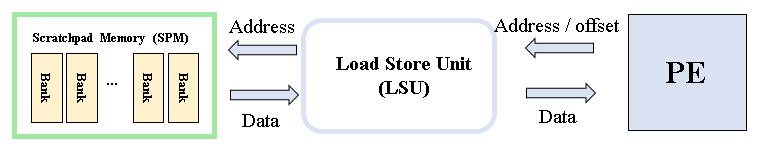 Scratchpad Memory (SPM)
Bank
Bank
...
Bank
Bank
Address
Data
Load Store Unit
(LSU)
Address / offset
Data
PE